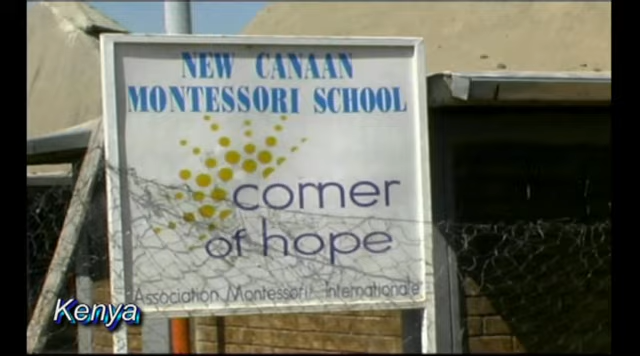 NEW CANAAN
MONTESSORI SCHOOL
corner
of hope
Association Montessori Internationale
Kenya